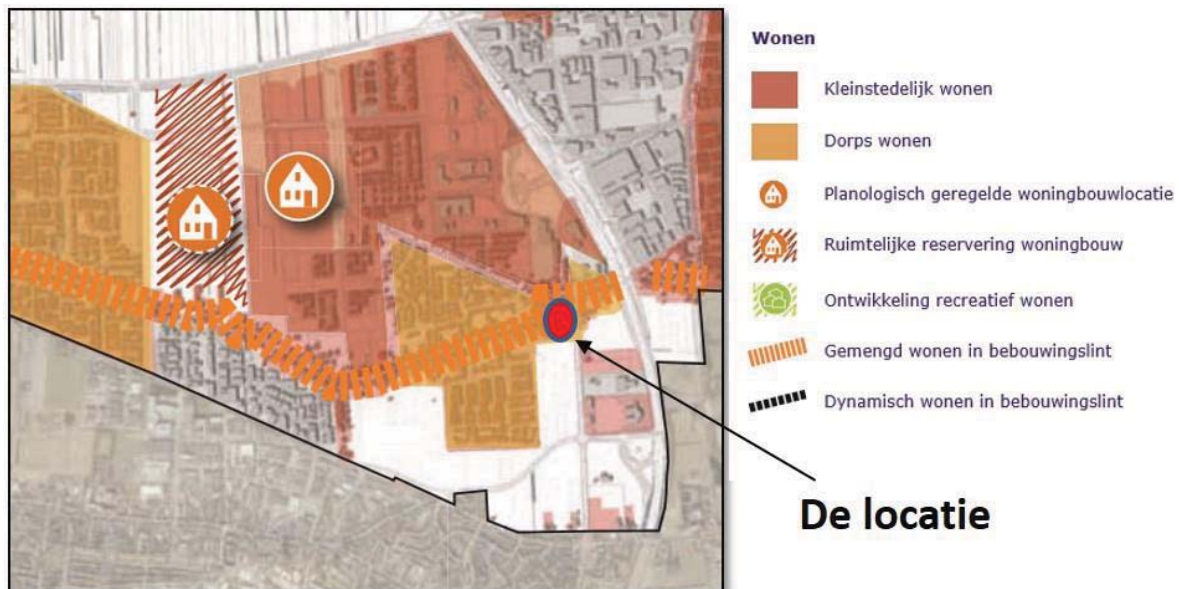 Wonen
Kleinstedelijk wonen
Dorps wonen
Planologisch geregelde woningbouwlocatie
Ruimtelijke reservering woningbouw
Ontwikkeling recreatief wonen
Gemengd wonen in bebouwingslint
Dynamisch wonen in bebouwingslint
De locatie